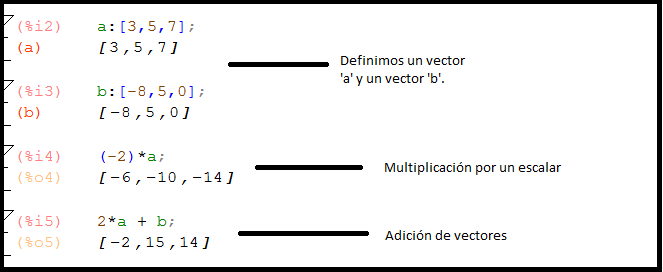 (%i2) a:[3,5,7];
(a) [3,5,7]
Definimos un vector
'a' y un vector 'b'.
(%i3) b:[-8,5,0];
(b) [-8,5,0]
(%i4) (-2)*a;
(%o4) [-6,-10,-14]
Multiplicación por un escalar
(%i5) 2*a + b;
(%o5) [-2,15,14]
Adición de vectores